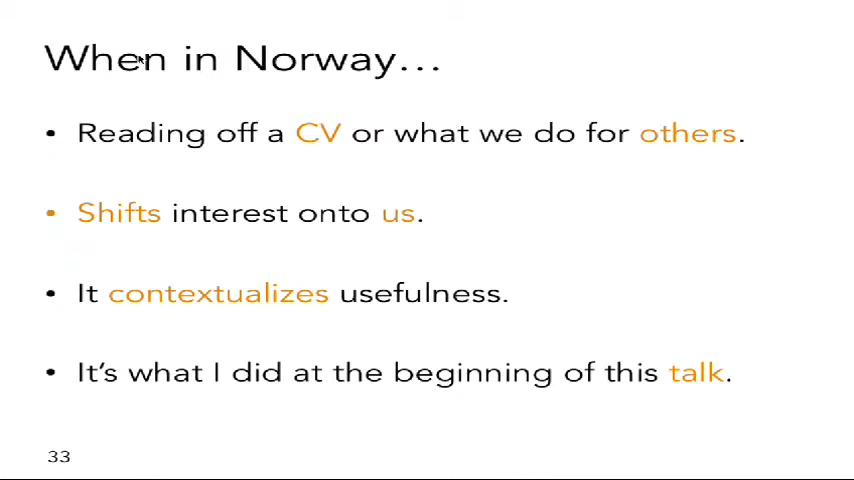 When in Norway...
• Reading off a CV or what we do for others.
• Shifts interest onto us.
• It contextualizes usefulness.
• It's what I did at the beginning of this talk.
33